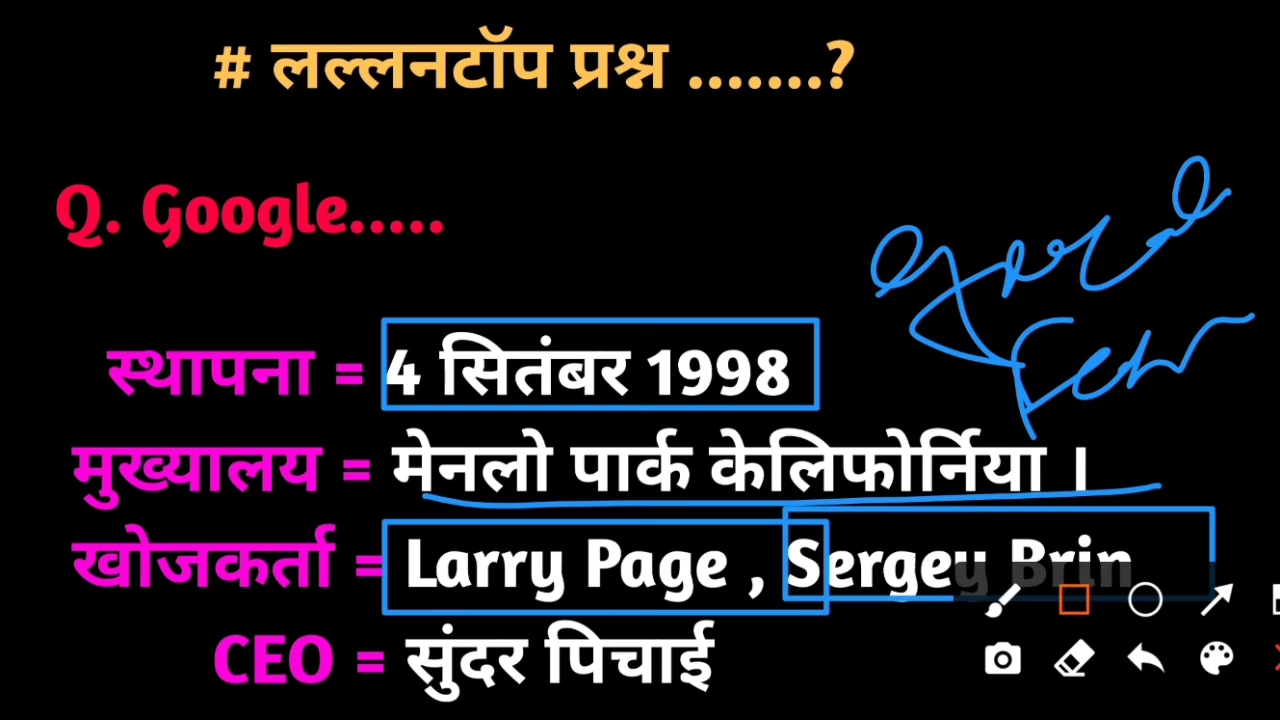 # लल्लनटॉप प्रश्न .......?
Q. Google.....
स्थापना = 4 सितंबर 1998
मुख्यालय = मेनलो पार्क केलिफोर्निया ।
खोजकर्ता = Larry Page , Sergey Brin
CEO = सुंदर पिचाई